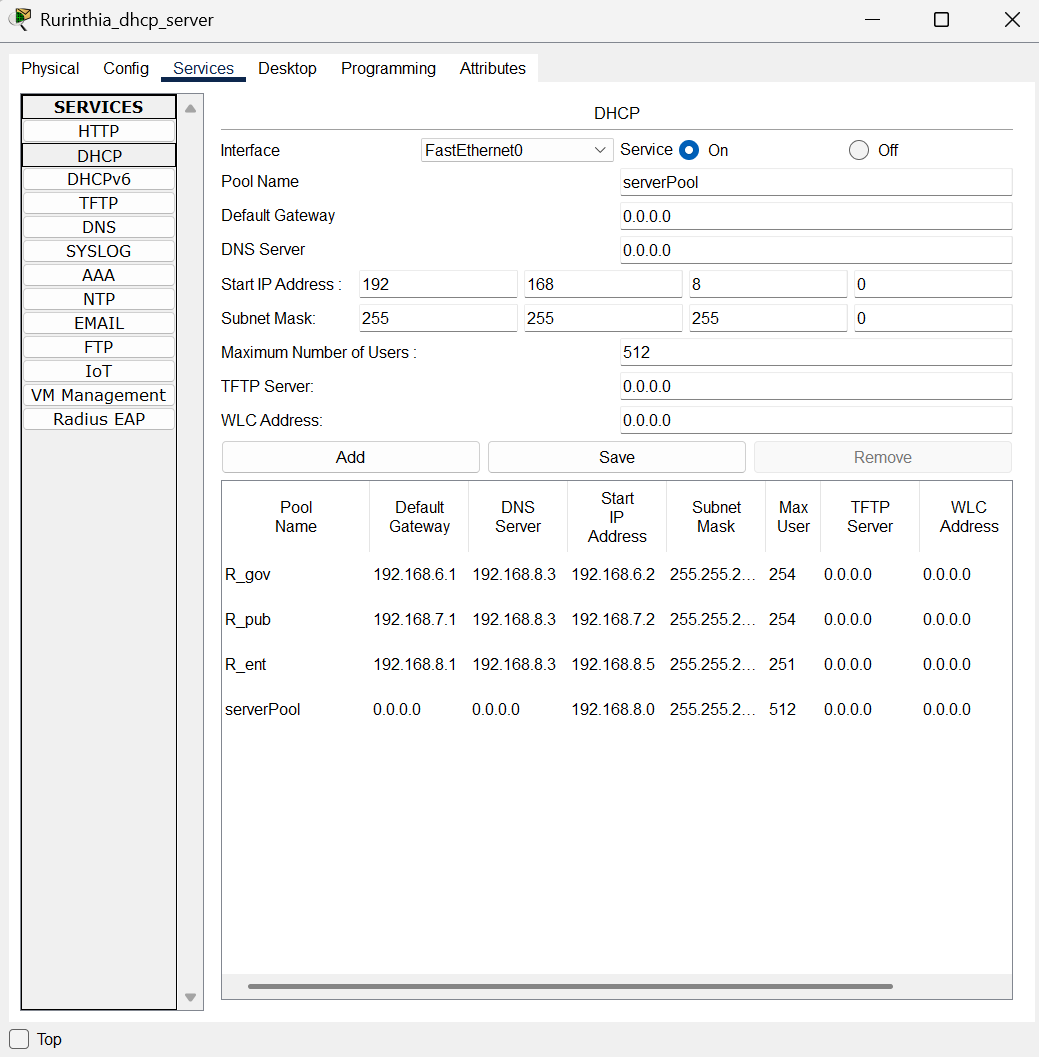 Rurinthia_dhcp_server
Physical Config Services Desktop Programming Attributes
SERVICES
HTTP
DHCP
DHCPv6
TFTP
DNS
SYSLOG
AAA
NTP
EMAIL
FTP
IoT
VM Management
Radius EAP
DHCP
Interface FastEthernet0 Service On Off
Pool Name serverPool
Default Gateway 0.0.0.0
DNS Server 0.0.0.0
Start IP Address : 192 168 8 0
Subnet Mask: 255 255 255 0
Maximum Number of Users : 512
TFTP Server: 0.0.0.0
WLC Address: 0.0.0.0
Add Save Remove
Pool Name Default Gateway DNS Server Start IP Address Subnet Mask Max User TFTP Server WLC Address
R_gov 192.168.6.1 192.168.8.3 192.168.6.2 255.255.2... 254 0.0.0.0 0.0.0.0
R_pub 192.168.7.1 192.168.8.3 192.168.7.2 255.255.2... 254 0.0.0.0 0.0.0.0
R_ent 192.168.8.1 192.168.8.3 192.168.8.5 255.255.2... 251 0.0.0.0 0.0.0.0
serverPool 0.0.0.0 0.0.0.0 192.168.8.0 255.255.2... 512 0.0.0.0 0.0.0.0
Top